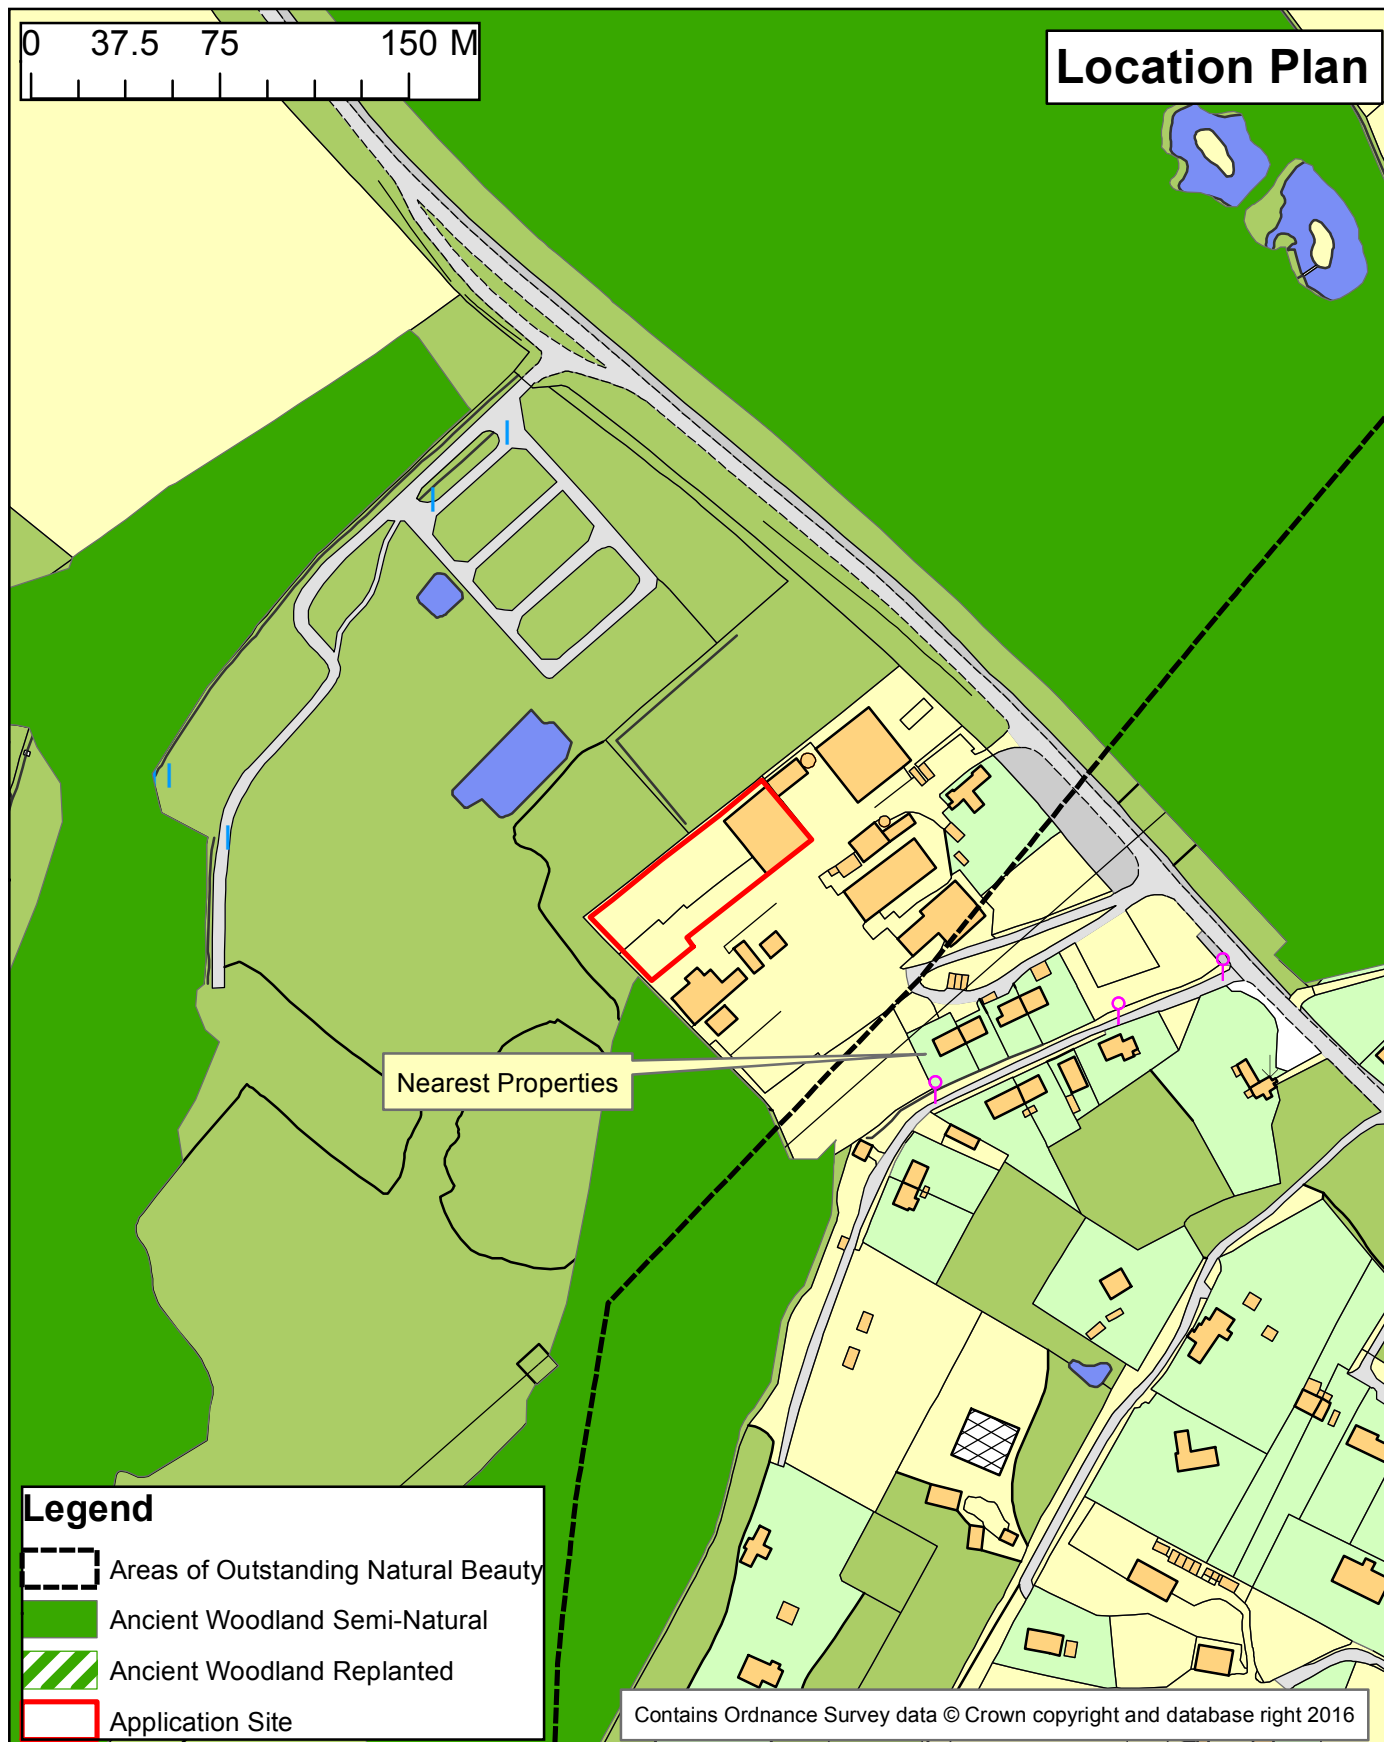 0 37.5 75 150 M
Location Plan
Nearest Properties
Legend
Areas of Outstanding Natural Beauty
Ancient Woodland Semi-Natural
Ancient Woodland Replanted
Application Site
Contains Ordnance Survey data © Crown copyright and database right 2016